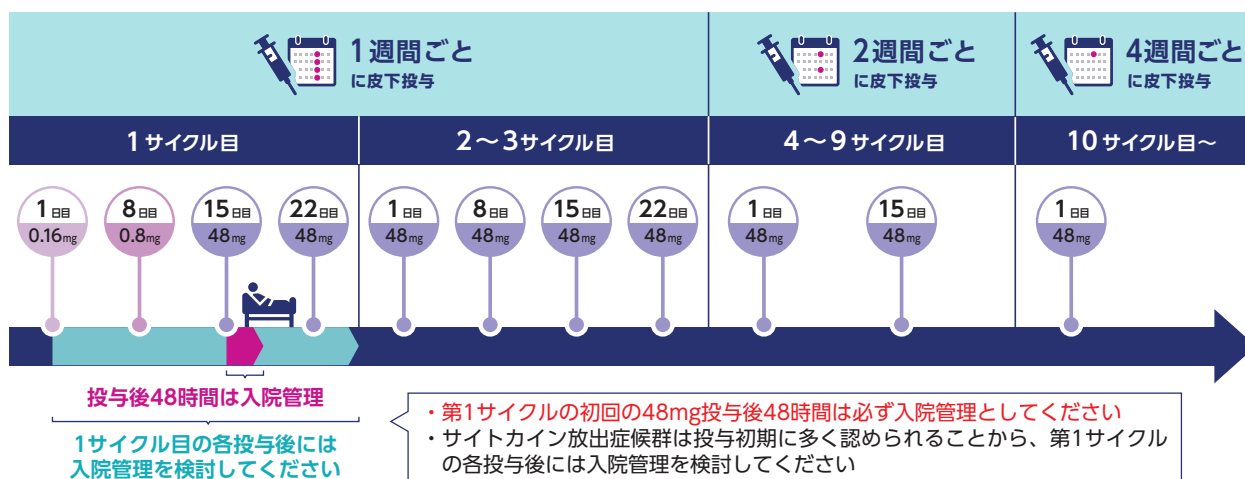 1週間ごと
に皮下投与
2週間ごと
に皮下投与
4週間ごと
に皮下投与
1サイクル目
2～3サイクル目
4～9サイクル目
10サイクル目～
1日目
0.16mg
8日目
0.8mg
15日目
48mg
22日目
48mg
1日目
48mg
8日目
48mg
15日目
48mg
22日目
48mg
1日目
48mg
15日目
48mg
1日目
48mg
投与後48時間は入院管理
1サイクル目の各投与後には
入院管理を検討してください
・第1サイクルの初回の48mg投与後48時間は必ず入院管理としてください
・サイトカイン放出症候群は投与初期に多く認められることから、第1サイクル
の各投与後には入院管理を検討してください